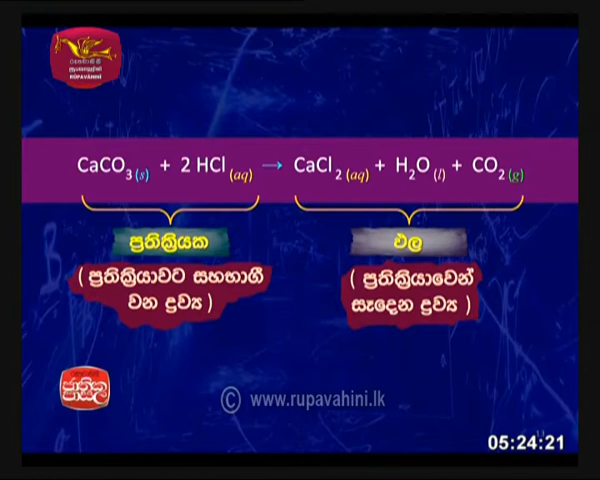 RUPAVAHINI
CaCO₃ (s) + 2 HCl (aq) → CaCl₂ (aq) + H₂O (l) + CO₂ (g)
ප්‍රතික්‍රියක
ඵල
( ප්‍රතික්‍රියාවට සහභාගී
වන ද්‍රව්‍ය )
( ප්‍රතික්‍රියාවෙන්
සෑදෙන ද්‍රව්‍ය )
ජාතික
පාසල
© www.rupavahini.lk
05:24:21